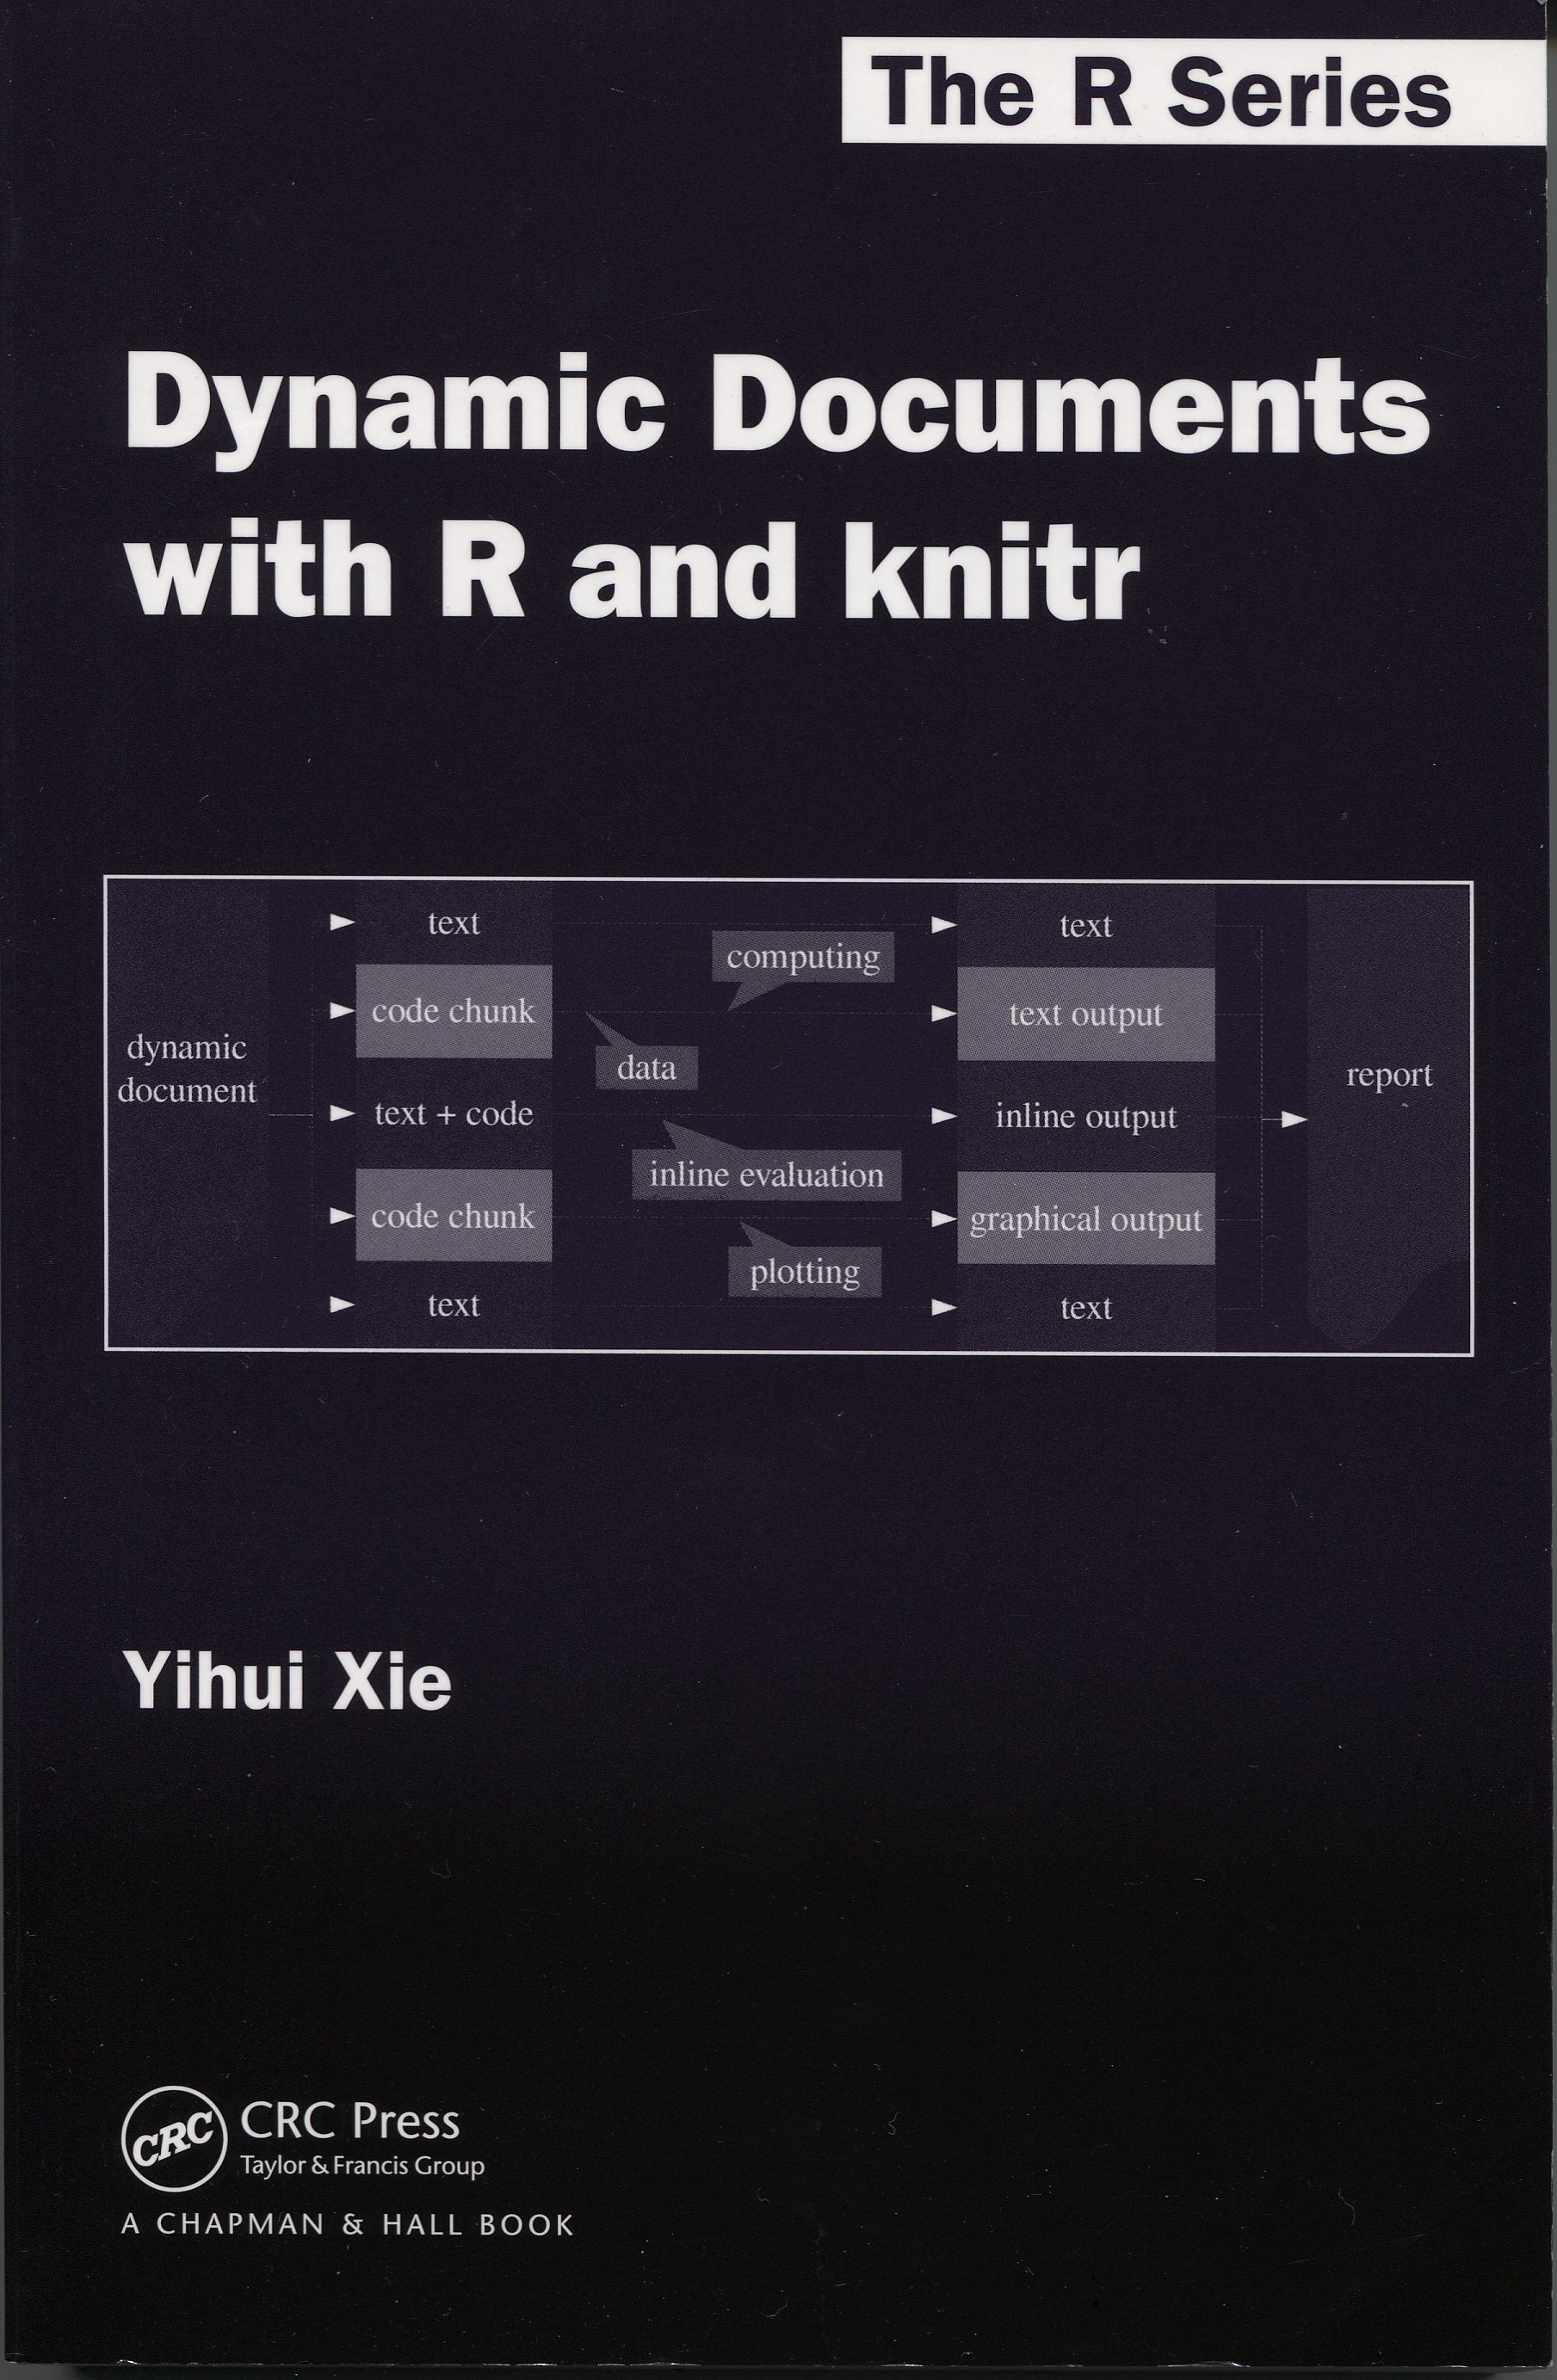 The R Series
Dynamic Documents
with R and knitr
text
text
computing
code chunk
text output
data
dynamic
document
report
text + code
inline output
inline evaluation
code chunk
graphical output
plotting
text
text
Yihui Xie
CRC
CRC Press
Taylor & Francis Group
A CHAPMAN & HALL BOOK